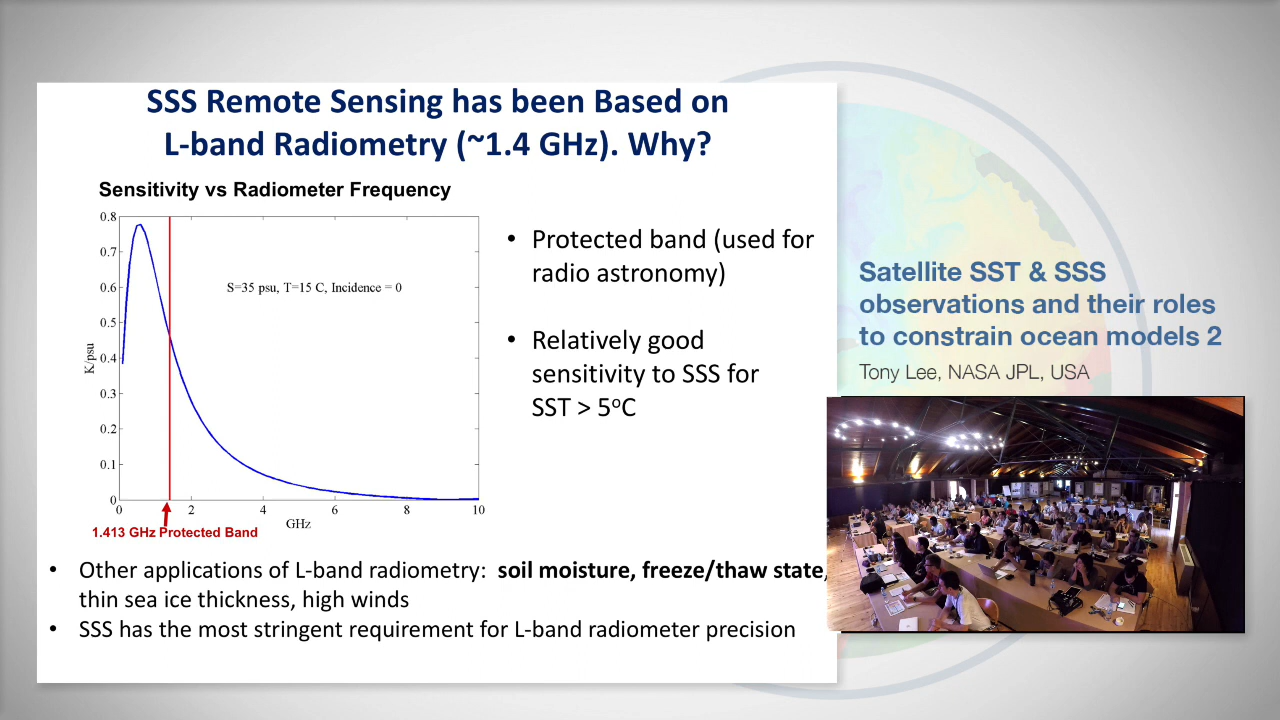 SSS Remote Sensing has been Based on
L-band Radiometry (~1.4 GHz). Why?
Sensitivity vs Radiometer Frequency
0.8
0.7
0.6
0.5
0.4
0.3
0.2
0.1
0
K/psu
S=35 psu, T=15 C, Incidence = 0
0 2 4 6 8 10
GHz
1.413 GHz Protected Band
• Protected band (used for
radio astronomy)
• Relatively good
sensitivity to SSS for
SST > 5°C
• Other applications of L-band radiometry: soil moisture, freeze/thaw state,
thin sea ice thickness, high winds
• SSS has the most stringent requirement for L-band radiometer precision
Satellite SST & SSS
observations and their roles
to constrain ocean models 2
Tony Lee, NASA JPL, USA